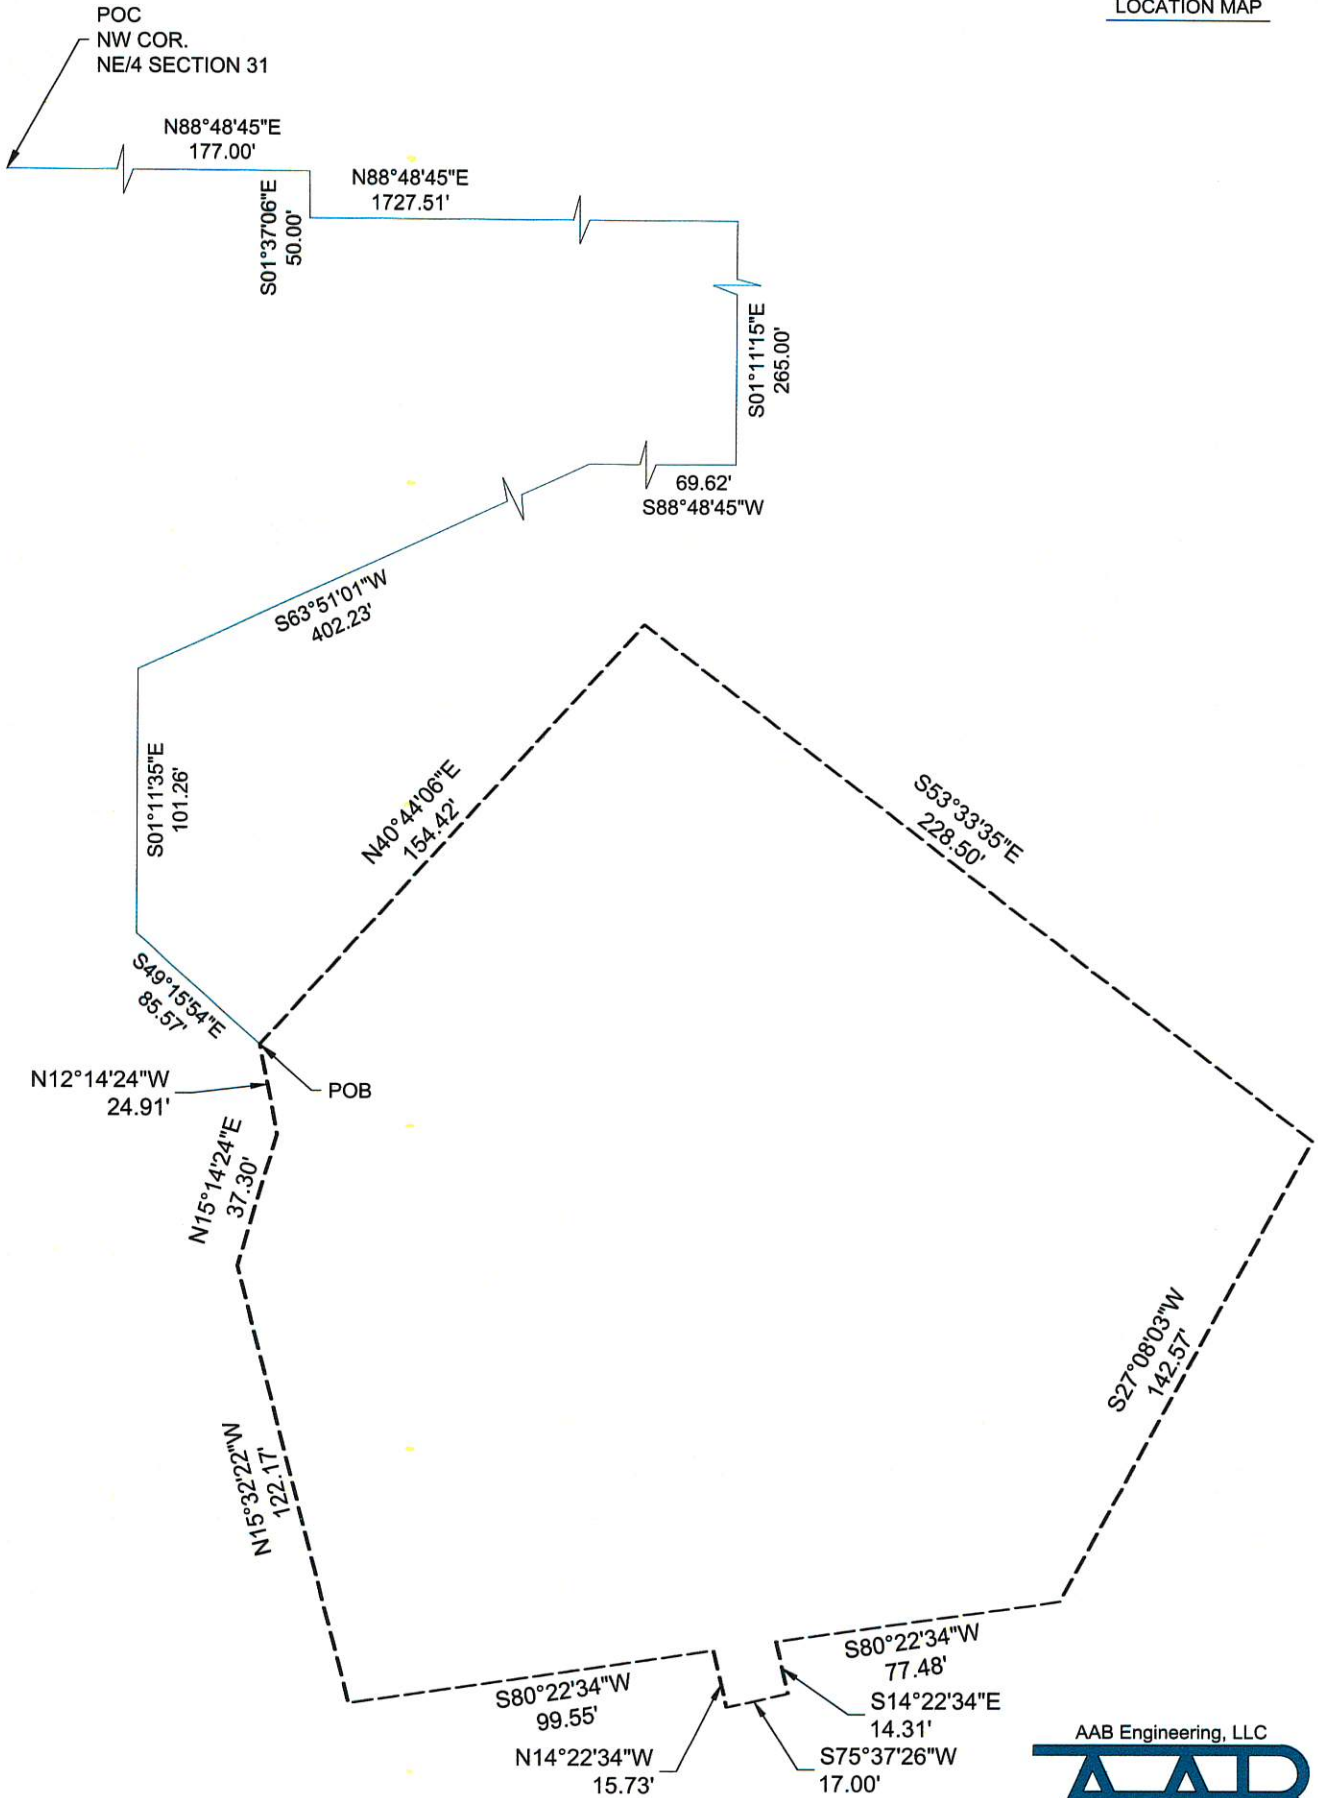 LOCATION MAP
POC
NW COR.
NE/4 SECTION 31
N88°48'45"E
177.00'
S01°37'06"E
50.00'
N88°48'45"E
1727.51'
S01°11'15"E
265.00'
69.62'
S88°48'45"W
S63°51'01"W
402.23'
S01°11'35"E
101.26'
S49°15'54"E
85.57'
N40°44'06"E
154.42'
S53°33'35"E
228.50'
N12°14'24"W
24.91'
POB
N15°14'24"E
37.30'
S27°08'03"W
142.57'
N15°32'22"W
122.17'
S80°22'34"W
77.48'
S80°22'34"W
99.55'
S14°22'34"E
14.31'
N14°22'34"W
15.73'
S75°37'26"W
17.00'
AAB Engineering, LLC
AAB